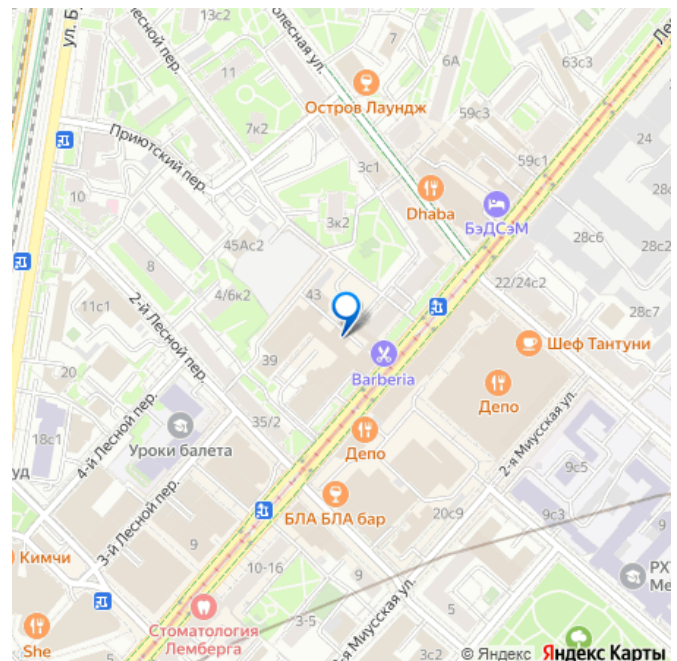 13с2
7
Ле
6А
63с3
ул. Б
Лесной пер.
олесная ул.
11
Остров Лаундж
59с3
24
7к2
59с1
Приютский пер.
3с1
28с
10
Dhaba
3к2
БэДСэМ
45Ас2
28с6
28с2
8
4/6к2
43
22/24с2
28с7
11с1
2-й Лесной пер.
Шеф Тантуни
39
Barberia
20
Депо
35/2
4-й Лесной пер.
2-я Миусская ул.
18с1
Уроки балета
Депо
уд
9с5
3-й Лесной пер.
БЛА БЛА бар
20с9
9с3
9
Кимчи
9
10-16
РХТ
Ме
5
3-5
5
Стоматология
Лемберга
2-я Миусская ул.
She
3с2
© Яндекс Яндекс Карты